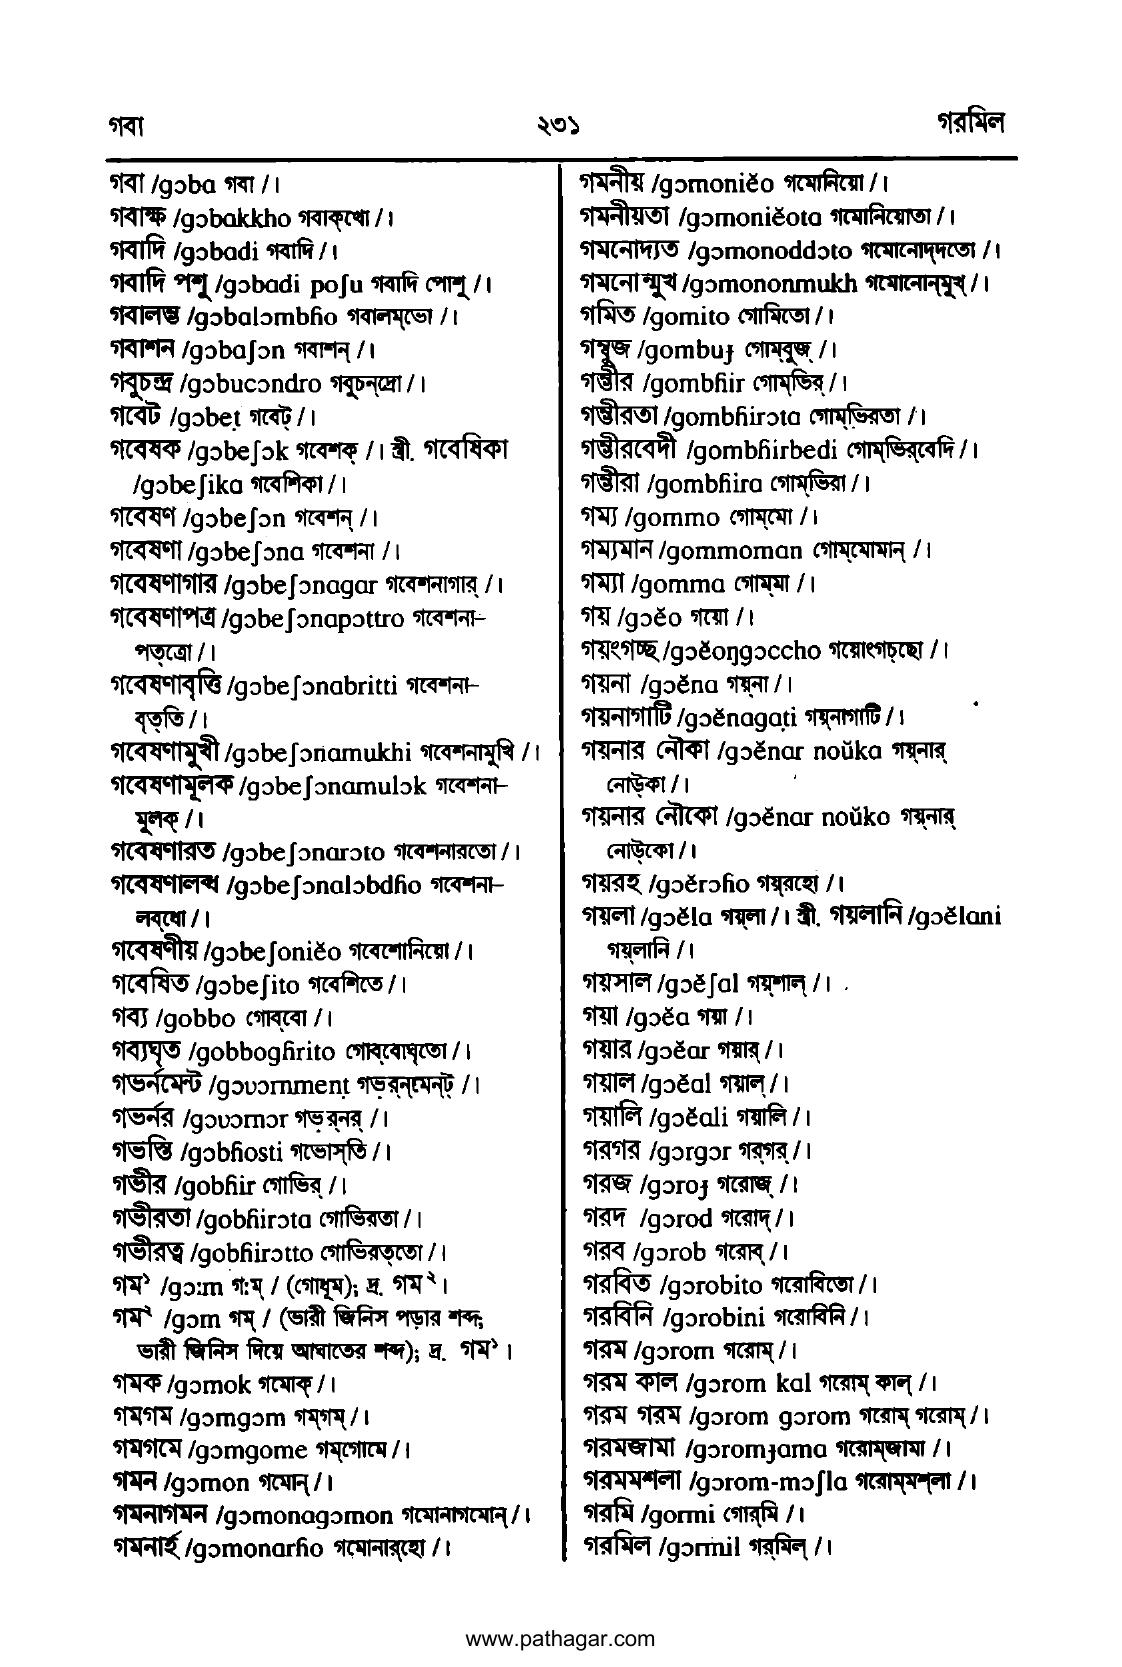 গবা ২৩১ গরমিল
গবা /gɔba গবা /।
গবাক্ষ /gɔbakkho গবাক্‌খো /।
গবাদি /gɔbadi গবাদি /।
গবাদি পশু /gɔbadi poʃu গবাদি পোশু /।
গবালম্ভ /gɔbalɔmbɦo গবালম্‌ভো /।
গবাশন /gɔbaʃɔn গবাশন্ /।
গবুচন্দ্র /gɔbucɔndro গবুচন্‌দ্রো /।
গবেট /gɔbeṭ গবেট্ /।
গবেষক /gɔbeʃɔk গবেশক্ /। স্ত্রী. গবেষিকা
/gɔbeʃika গবেশিকা /।
গবেষণ /gɔbeʃɔn গবেশন্ /।
গবেষণা /gɔbeʃɔna গবেশনা /।
গবেষণাগার /gɔbeʃɔnagar গবেশনাগার্ /।
গবেষণাপত্র /gɔbeʃɔnapɔttro গবেশনা-
পত্‌ত্রো /।
গবেষণাবৃত্তি /gɔbeʃɔnabritti গবেশনা-
বৃত্‌তি /।
গবেষণামুখী /gɔbeʃɔnamukhi গবেশনামুখি /।
গবেষণামূলক /gɔbeʃɔnamulɔk গবেশনা-
মূলক্ /।
গবেষণারত /gɔbeʃɔnarɔto গবেশনারতো /।
গবেষণালব্ধ /gɔbeʃɔnalɔbdɦo গবেশনা-
লব্‌ধো /।
গবেষণীয় /gɔbeʃoniĕo গবেশোনিয়ো /।
গবেষিত /gɔbeʃito গবেশিতে /।
গব্য /gobbo গোব্‌বো /।
গব্যঘৃত /gobbogɦrito গোব্‌বোঘৃতো /।
গভর্নমেন্ট /gɔʋɔrnmenṭ গভ়র্‌ন্‌মেন্‌ট্ /।
গভর্নর /gɔʋɔrnɔr গভ়র্‌নর্ /।
গভস্তি /gɔbɦosti গভোস্‌তি /।
গভীর /gobɦir গোভির্ /।
গভীরতা /gobɦirɔta গোভিরতা /।
গভীরত্ব /gobɦirɔtto গোভিরত্‌তো /।
গম১ /gɔ:m গ:ম্ / (গোধূম); দ্র. গম২।
গম২ /gɔm গম্ / (ভারী জিনিস পড়ার শব্দ;
ভারী জিনিস দিয়ে আঘাতের শব্দ); দ্র. গম১।
গমক /gɔmok গমোক্ /।
গমগম /gɔmgɔm গম্‌গম্ /।
গমগমে /gɔmgome গম্‌গোমে /।
গমন /gɔmon গমোন্ /।
গমনাগমন /gɔmonagɔmon গমোনাগমোন্ /।
গমনার্হ /gɔmonarɦo গমোনার্‌হো /।
গমনীয় /gɔmoniĕo গমোনিয়ো /।
গমনীয়তা /gɔmoniĕota গমোনিয়োতা /।
গমনোদ্যত /gɔmonoddɔto গমোনোদ্‌দতো /।
গমনোন্মুখ /gɔmononmukh গমোনোন্‌মুখ্ /।
গমিত /gomito গোমিতো /।
গম্বুজ /gombuɟ গোম্‌বুজ্ /।
গম্ভীর /gombɦir গোম্‌ভির্ /।
গম্ভীরতা /gombɦirɔta গোম্‌ভিরতা /।
গম্ভীরবেদী /gombɦirbedi গোম্‌ভির্‌বেদি /।
গম্ভীরা /gombɦira গোম্‌ভিরা /।
গম্য /gommo গোম্‌মো /।
গম্যমান /gommoman গোম্‌মোমান্ /।
গম্যা /gomma গোম্‌মা /।
গয় /gɔĕo গয়ো /।
গয়ংগচ্ছ /gɔĕoŋgɔccho গয়োংগচ্‌ছো /।
গয়না /gɔĕna গয়্‌না /।
গয়নাগাটি /gɔĕnagaṭi গয়্‌নাগাটি /।
গয়নার নৌকা /gɔĕnar noŭka গয়্‌নার্
নোউ্‌কা /।
গয়নার নৌকো /gɔĕnar noŭko গয়্‌নার্
নোউ্‌কো /।
গয়রহ /gɔĕrɔɦo গয়্‌রহো /।
গয়লা /gɔĕla গয়্‌লা /। স্ত্রী. গয়লানি /gɔĕlani
গয়্‌লানি /।
গয়সাল /gɔĕʃal গয়্‌শাল্ /।
গয়া /gɔĕa গয়া /।
গয়ার /gɔĕar গয়ার্ /।
গয়াল /gɔĕal গয়াল্ /।
গয়ালি /gɔĕali গয়ালি /।
গরগর /gɔrgɔr গর্‌গর্ /।
গরজ /gɔroɟ গরোজ্ /।
গরদ /gɔrod গরোদ্ /।
গরব /gɔrob গরোব্ /।
গরবিত /gɔrobito গরোবিতো /।
গরবিনি /gɔrobini গরোবিনি /।
গরম /gɔrom গরোম্ /।
গরম কাল /gɔrom kal গরোম্ কাল্ /।
গরম গরম /gɔrom gɔrom গরোম্ গরোম্ /।
গরমজামা /gɔromɟama গরোম্‌জামা /।
গরমমশলা /gɔrom-mɔʃla গরোম্‌মশ্‌লা /।
গরমি /gormi গোর্‌মি /।
গরমিল /gɔrmil গর্‌মিল্ /।
www.pathagar.com